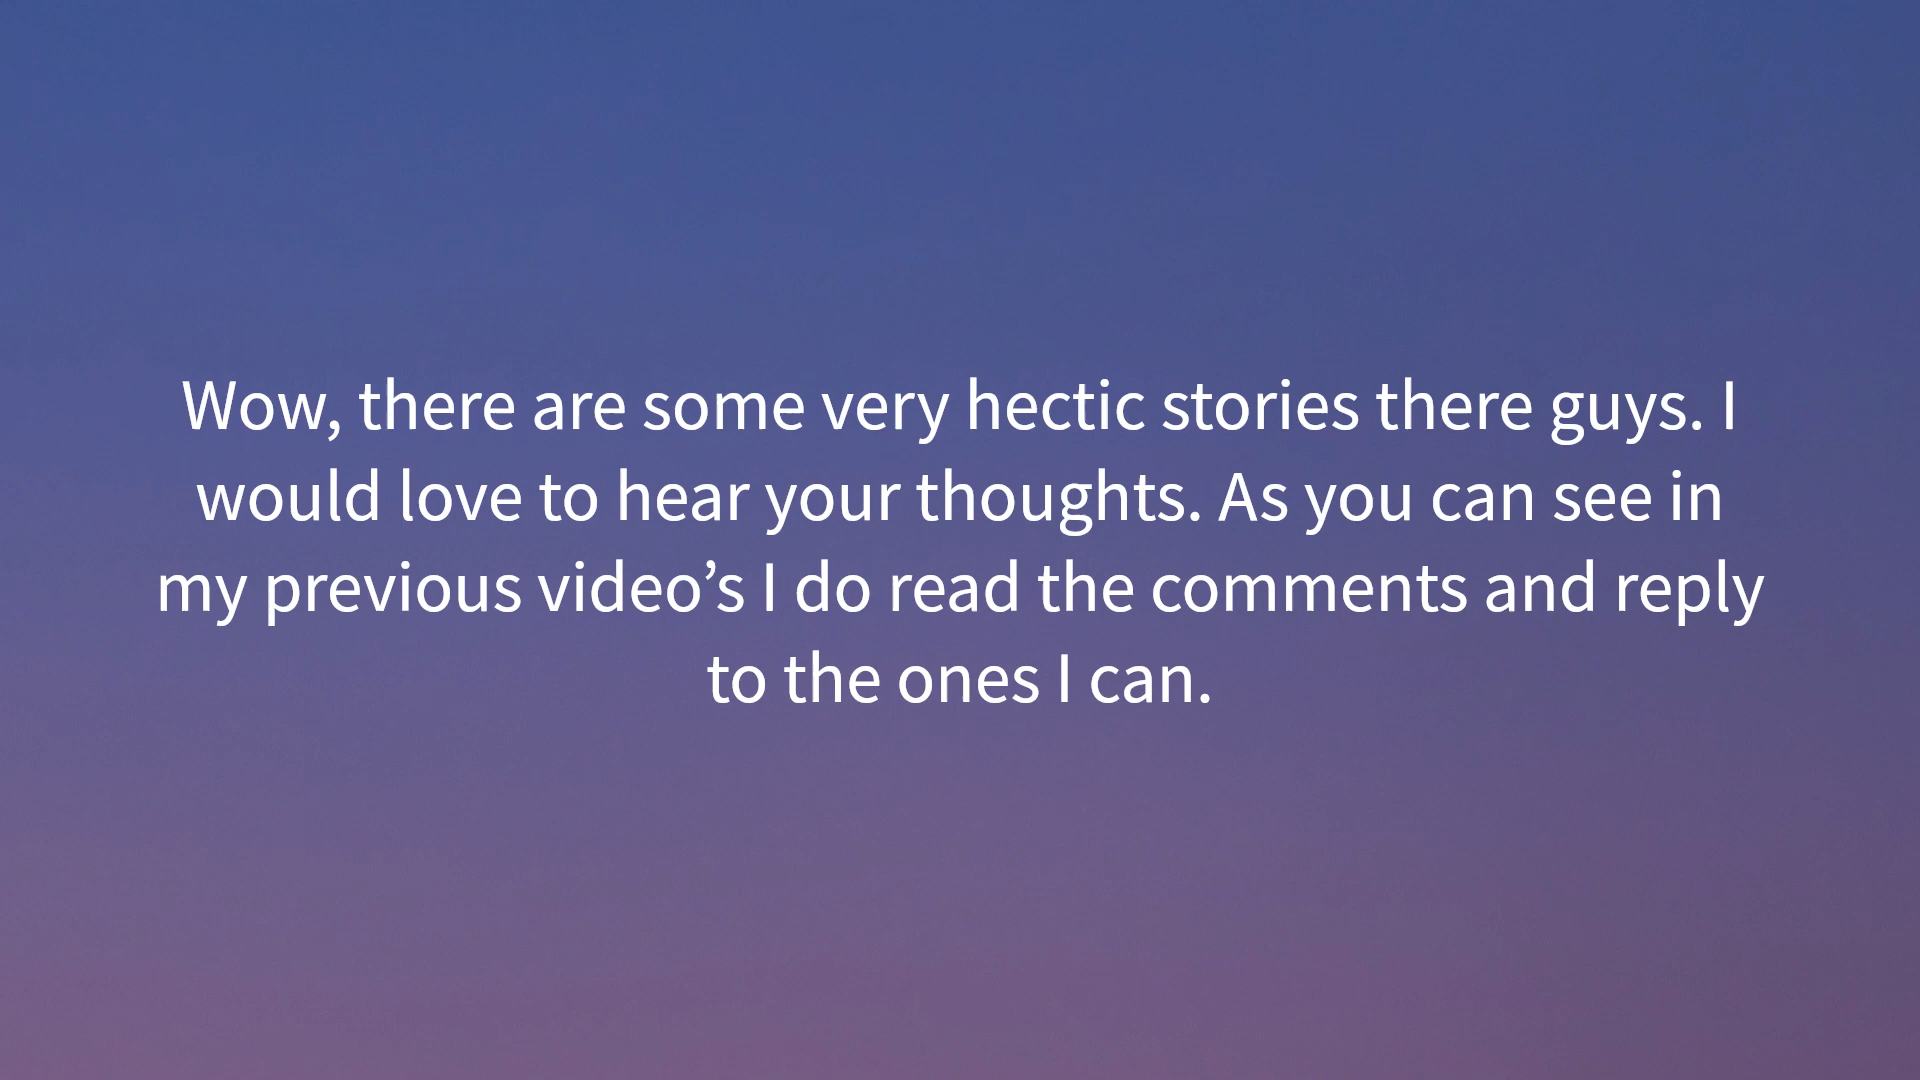 Wow, there are some very hectic stories there guys. I
would love to hear your thoughts. As you can see in
my previous video’s I do read the comments and reply
to the ones I can.